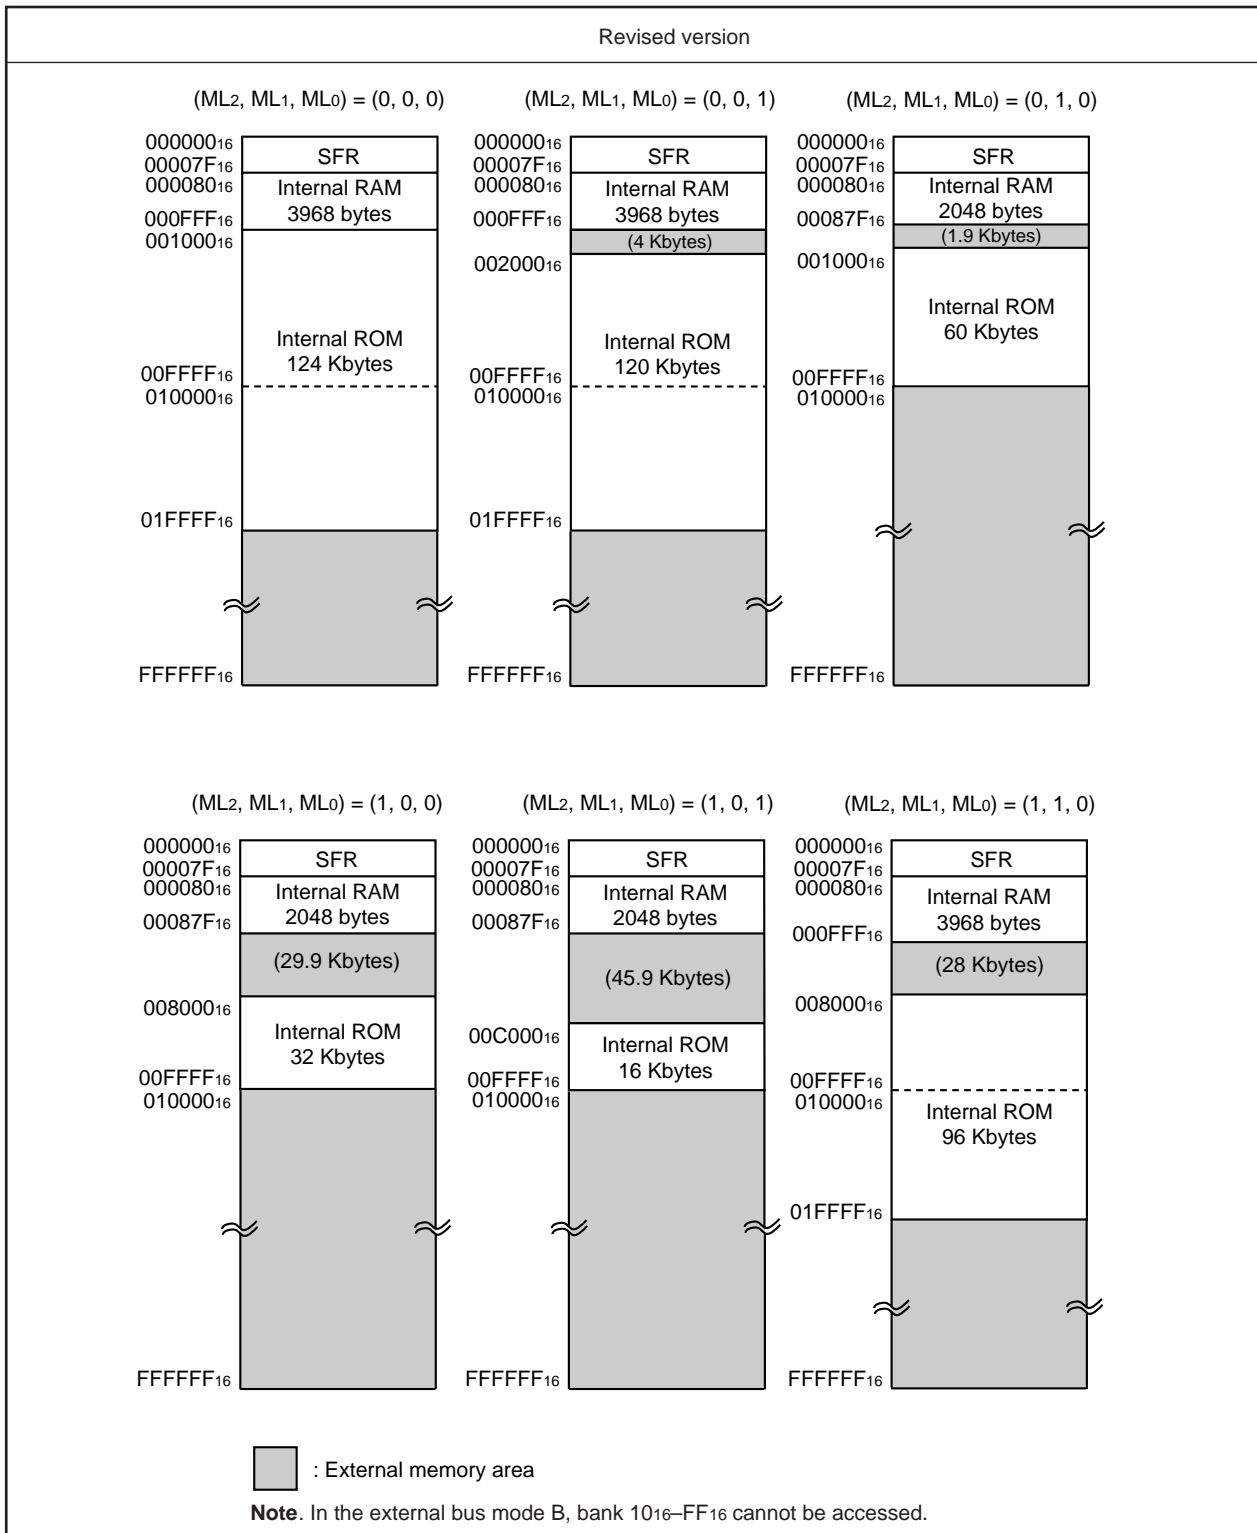 Revised version
(ML2, ML1, ML0) = (0, 0, 0)
00000016
00007F16
00008016
000FFF16
00100016
00FFFF16
01000016
01FFFF16
FFFFFF16
SFR
Internal RAM
3968 bytes
Internal ROM
124 Kbytes
(ML2, ML1, ML0) = (0, 0, 1)
00000016
00007F16
00008016
000FFF16
00200016
00FFFF16
01000016
01FFFF16
FFFFFF16
SFR
Internal RAM
3968 bytes
(4 Kbytes)
Internal ROM
120 Kbytes
(ML2, ML1, ML0) = (0, 1, 0)
00000016
00007F16
00008016
00087F16
00100016
00FFFF16
01000016
FFFFFF16
SFR
Internal RAM
2048 bytes
(1.9 Kbytes)
Internal ROM
60 Kbytes
(ML2, ML1, ML0) = (1, 0, 0)
00000016
00007F16
00008016
00087F16
00800016
00FFFF16
01000016
FFFFFF16
SFR
Internal RAM
2048 bytes
(29.9 Kbytes)
Internal ROM
32 Kbytes
(ML2, ML1, ML0) = (1, 0, 1)
00000016
00007F16
00008016
00087F16
00C00016
00FFFF16
01000016
FFFFFF16
SFR
Internal RAM
2048 bytes
(45.9 Kbytes)
Internal ROM
16 Kbytes
(ML2, ML1, ML0) = (1, 1, 0)
00000016
00007F16
00008016
000FFF16
00800016
00FFFF16
01000016
01FFFF16
FFFFFF16
SFR
Internal RAM
3968 bytes
(28 Kbytes)
Internal ROM
96 Kbytes
: External memory area
Note. In the external bus mode B, bank 1016–FF16 cannot be accessed.